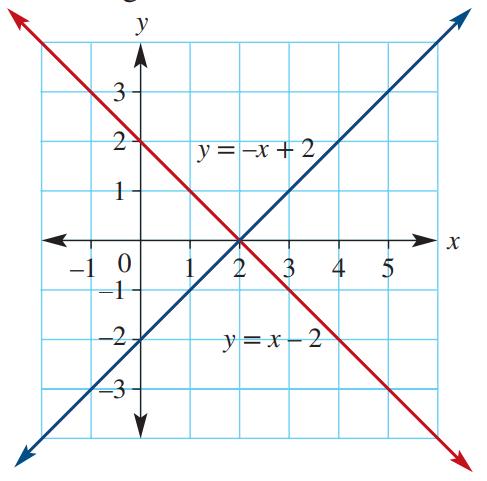 y
3
2
y = –x + 2
1
x
–1 0 1 2 3 4 5
–1
–2
y = x – 2
–3